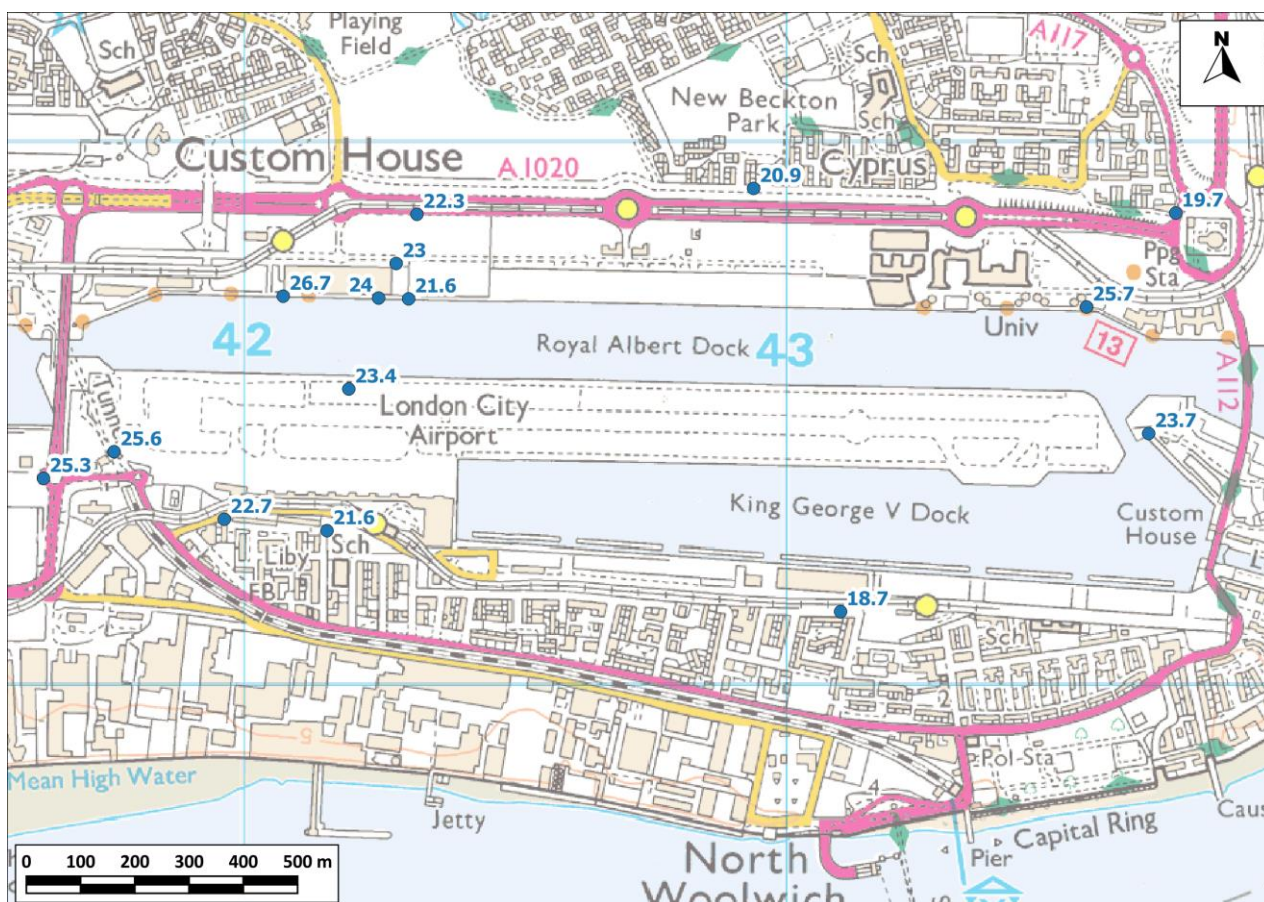 Playing
Field
Sch
A117
N
Sch
New Beckton
Park
Sch
Custom House
A1020
Cyprus
20.9
22.3
19.7
23
Ppg
Sta
26.7
24
21.6
25.7
Univ
42
Royal Albert Dock
43
13
A112
23.4
Tunnel
London City
Airport
25.6
23.7
25.3
King George V Dock
Custom
House
22.7
21.6
Sch
Liby
FB
18.7
Sch
2
5
Mean High Water
Pol Sta
4
Jetty
Capital Ring
Caus
Pier
0 100 200 300 400 500 m
North
Woolwich